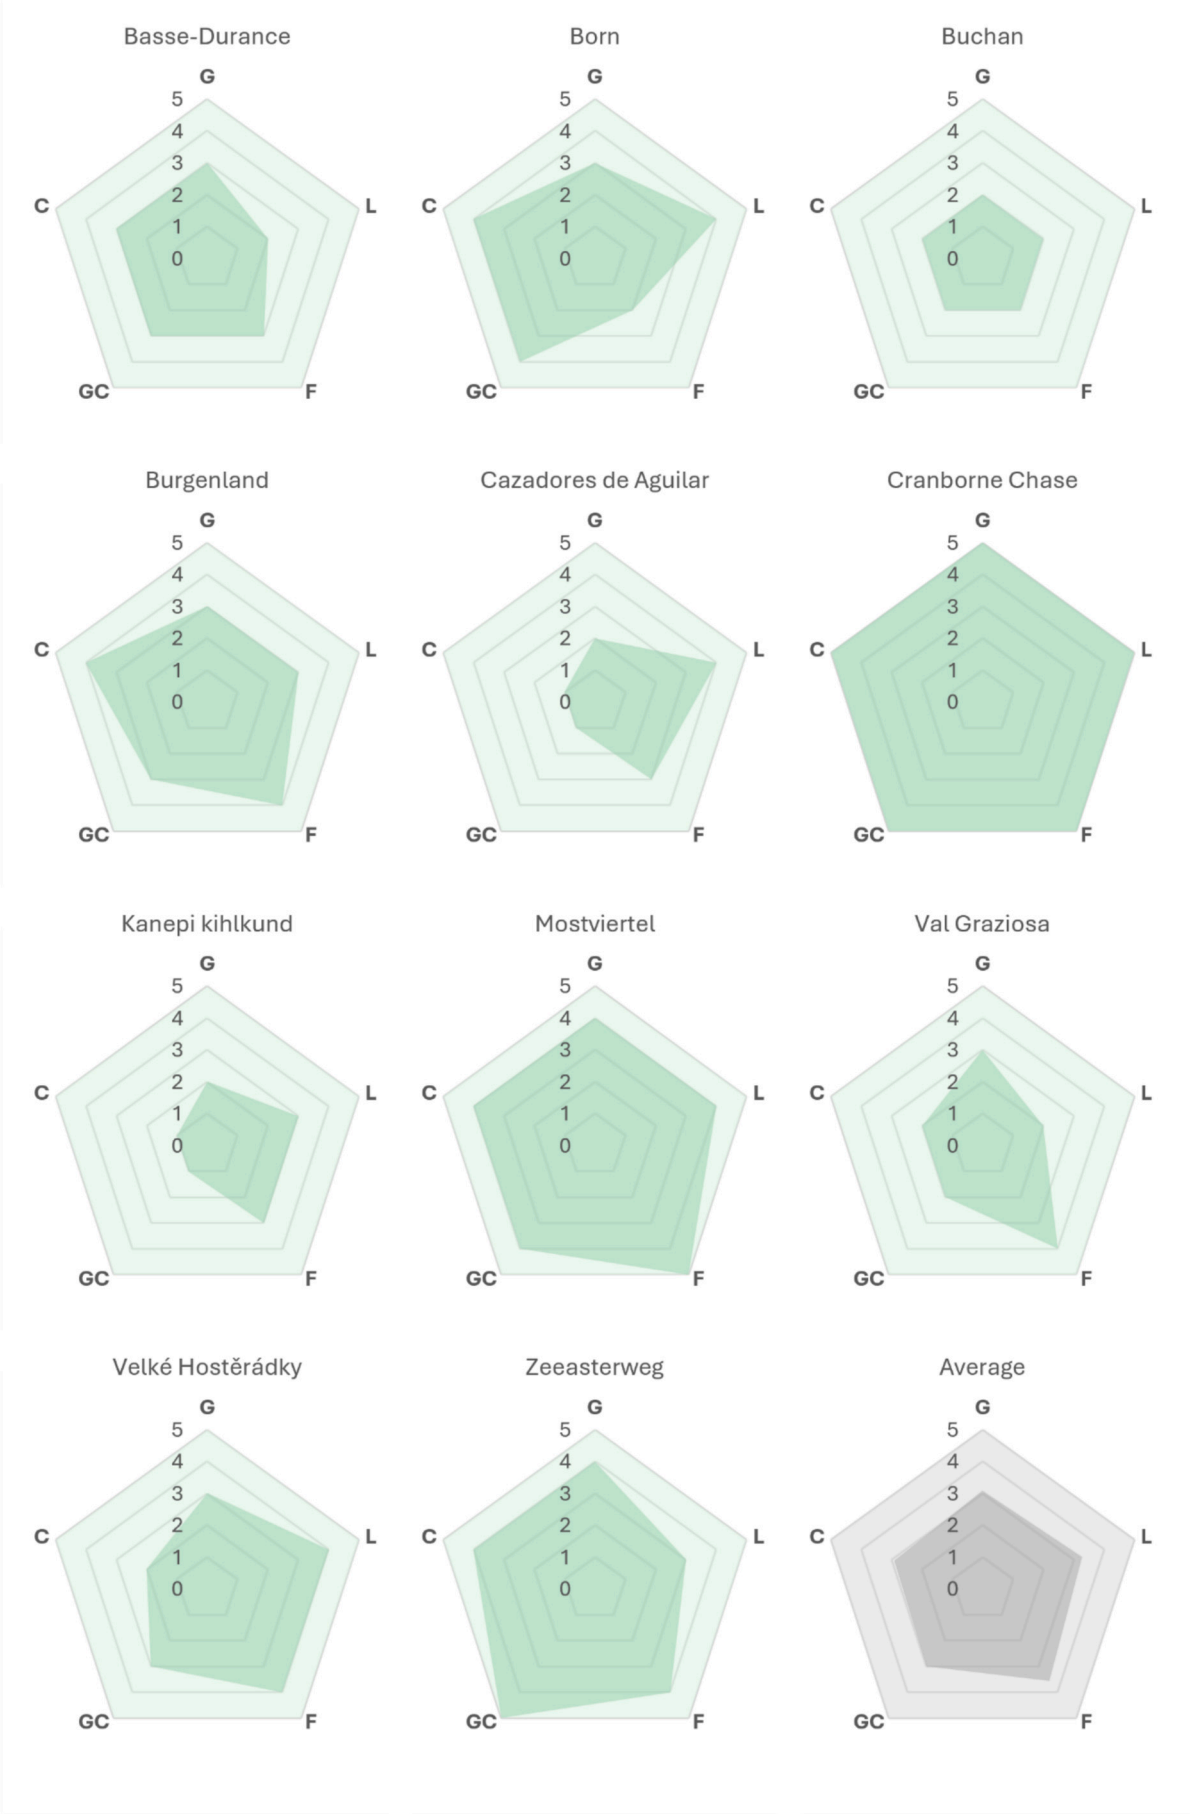 Basse-Durance
G
5
4
3
2
1
0
C
L
GC
F
Born
G
5
4
3
2
1
0
C
L
GC
F
Buchan
G
5
4
3
2
1
0
C
L
GC
F
Burgenland
G
5
4
3
2
1
0
C
L
GC
F
Cazadores de Aguilar
G
5
4
3
2
1
0
C
L
GC
F
Cranborne Chase
G
5
4
3
2
1
0
C
L
GC
F
Kanepi kihlkund
G
5
4
3
2
1
0
C
L
GC
F
Mostviertel
G
5
4
3
2
1
0
C
L
GC
F
Val Graziosa
G
5
4
3
2
1
0
C
L
GC
F
Velké Hostěrádky
G
5
4
3
2
1
0
C
L
GC
F
Zeeasterweg
G
5
4
3
2
1
0
C
L
GC
F
Average
G
5
4
3
2
1
0
C
L
GC
F